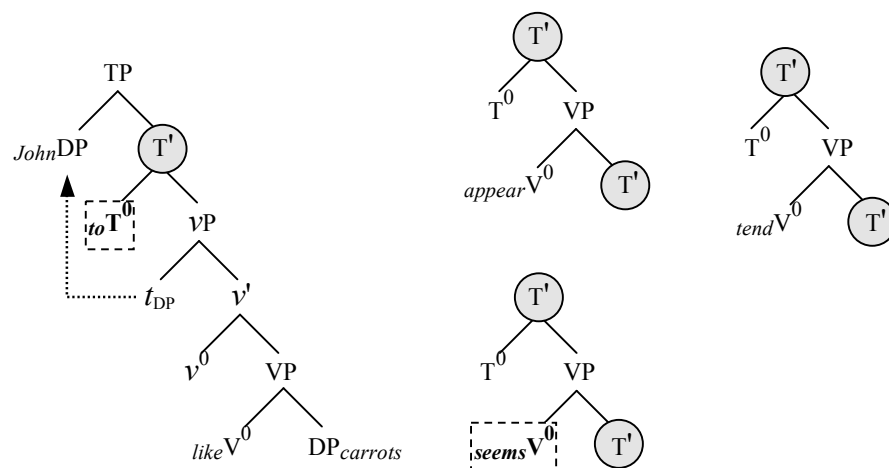 TP
John DP T'
to T⁰ vP
t DP v'
v⁰ VP
like V⁰ DP carrots
T'
T⁰ VP
appear V⁰ T'
T'
T⁰ VP
seems V⁰ T'
T'
T⁰ VP
tend V⁰ T'